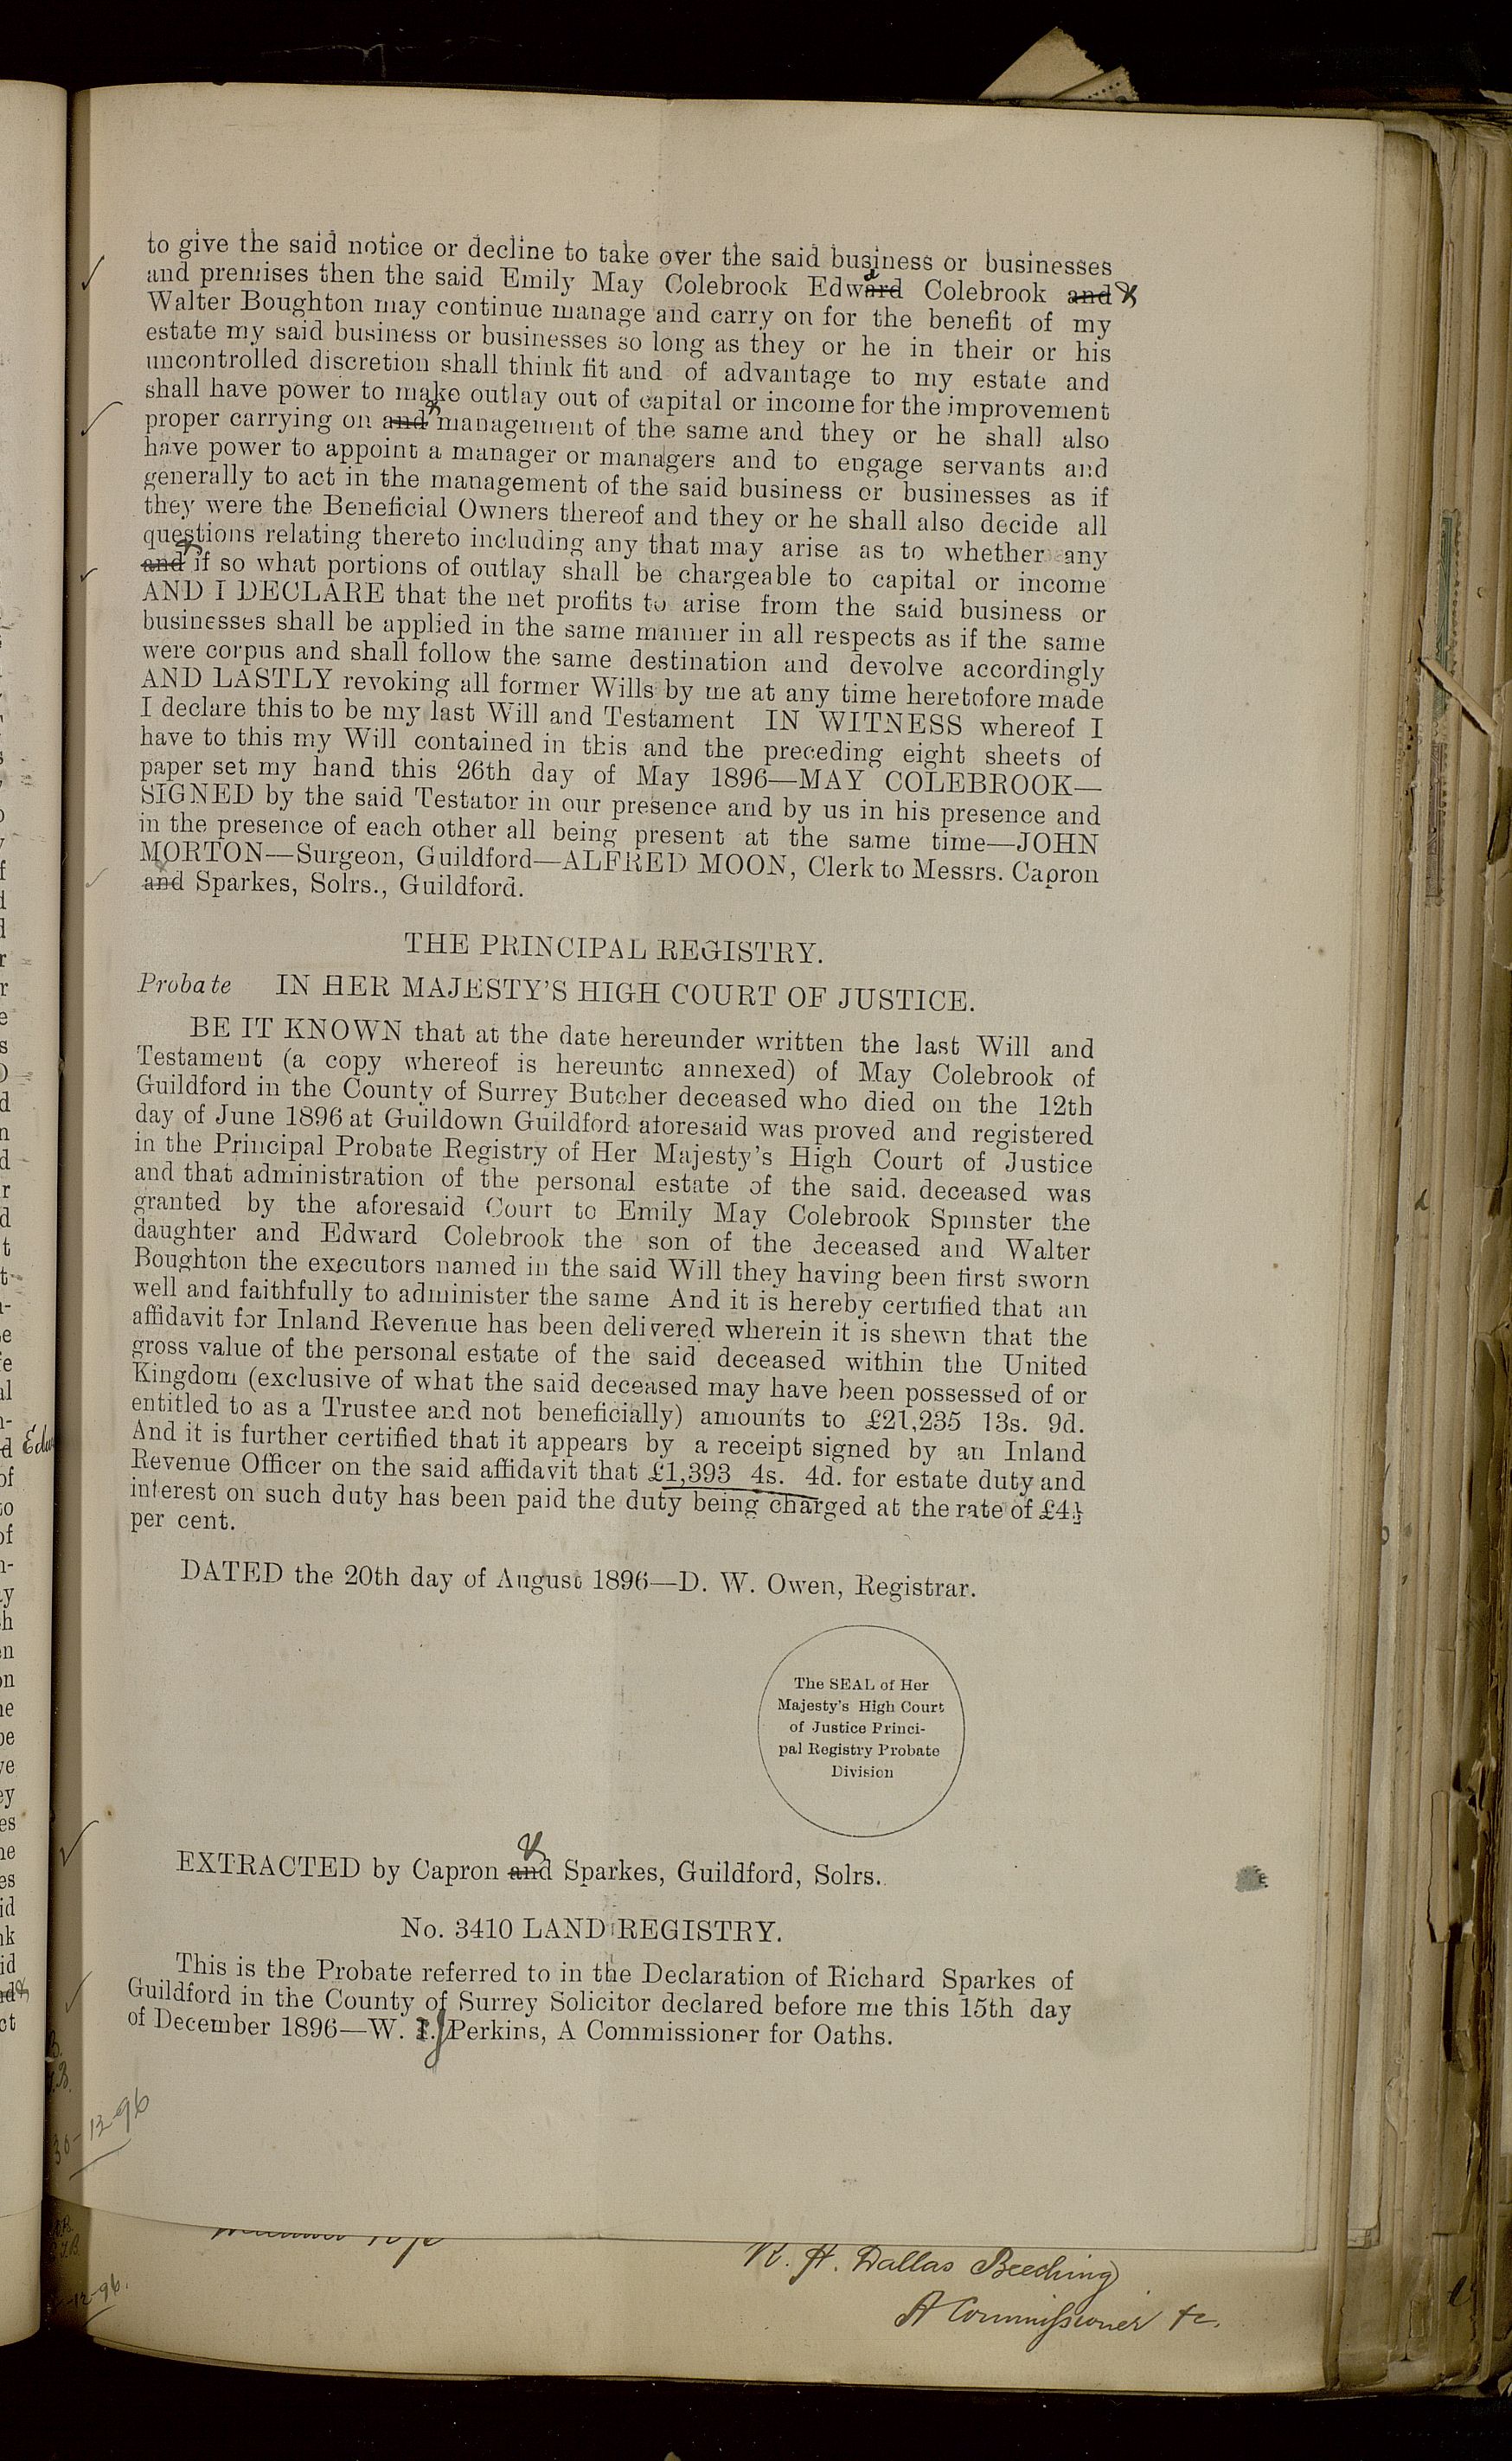 to give the said notice or decline to take over the said business or businesses
and premises then the said Emily May Colebrook Edward Colebrook and &
Walter Boughton may continue manage and carry on for the benefit of my
estate my said business or businesses so long as they or he in their or his
uncontrolled discretion shall think fit and of advantage to my estate and
shall have power to make outlay out of capital or income for the improvement
proper carrying on and & management of the same and they or he shall also
have power to appoint a manager or managers and to engage servants and
generally to act in the management of the said business or businesses as if
they were the Beneficial Owners thereof and they or he shall also decide all
questions relating thereto including any that may arise as to whether any
and & if so what portions of outlay shall be chargeable to capital or income
AND I DECLARE that the net profits to arise from the said business or
businesses shall be applied in the same manner in all respects as if the same
were corpus and shall follow the same destination and devolve accordingly
AND LASTLY revoking all former Wills by me at any time heretofore made
I declare this to be my last Will and Testament IN WITNESS whereof I
have to this my Will contained in this and the preceding eight sheets of
paper set my hand this 26th day of May 1896—MAY COLEBROOK—
SIGNED by the said Testator in our presence and by us in his presence and
in the presence of each other all being present at the same time—JOHN
MORTON—Surgeon, Guildford—ALFRED MOON, Clerk to Messrs. Capron
and Sparkes, Solrs., Guildford.
THE PRINCIPAL REGISTRY.
Probate IN HER MAJESTY'S HIGH COURT OF JUSTICE.
BE IT KNOWN that at the date hereunder written the last Will and
Testament (a copy whereof is hereunto annexed) of May Colebrook of
Guildford in the County of Surrey Butcher deceased who died on the 12th
day of June 1896 at Guildown Guildford aforesaid was proved and registered
in the Principal Probate Registry of Her Majesty's High Court of Justice
and that administration of the personal estate of the said. deceased was
granted by the aforesaid Court to Emily May Colebrook Spinster the
daughter and Edward Colebrook the son of the deceased and Walter
Boughton the executors named in the said Will they having been first sworn
well and faithfully to administer the same And it is hereby certified that an
affidavit for Inland Revenue has been delivered wherein it is shewn that the
gross value of the personal estate of the said deceased within the United
Kingdom (exclusive of what the said deceased may have been possessed of or
entitled to as a Trustee and not beneficially) amounts to £21,235 13s. 9d.
And it is further certified that it appears by a receipt signed by an Inland
Revenue Officer on the said affidavit that £1,393 4s. 4d. for estate duty and
interest on such duty has been paid the duty being charged at the rate of £4½
per cent.
DATED the 20th day of August 1896—D. W. Owen, Registrar.
The SEAL of Her
Majesty's High Court
of Justice Princi-
pal Registry Probate
Division
EXTRACTED by Capron and & Sparkes, Guildford, Solrs.
No. 3410 LAND REGISTRY.
This is the Probate referred to in the Declaration of Richard Sparkes of
Guildford in the County of Surrey Solicitor declared before me this 15th day
of December 1896—W. J. Perkins, A Commissioner for Oaths.
30-12-96
R. H. Dallas Beeching
A Commissioner &c.